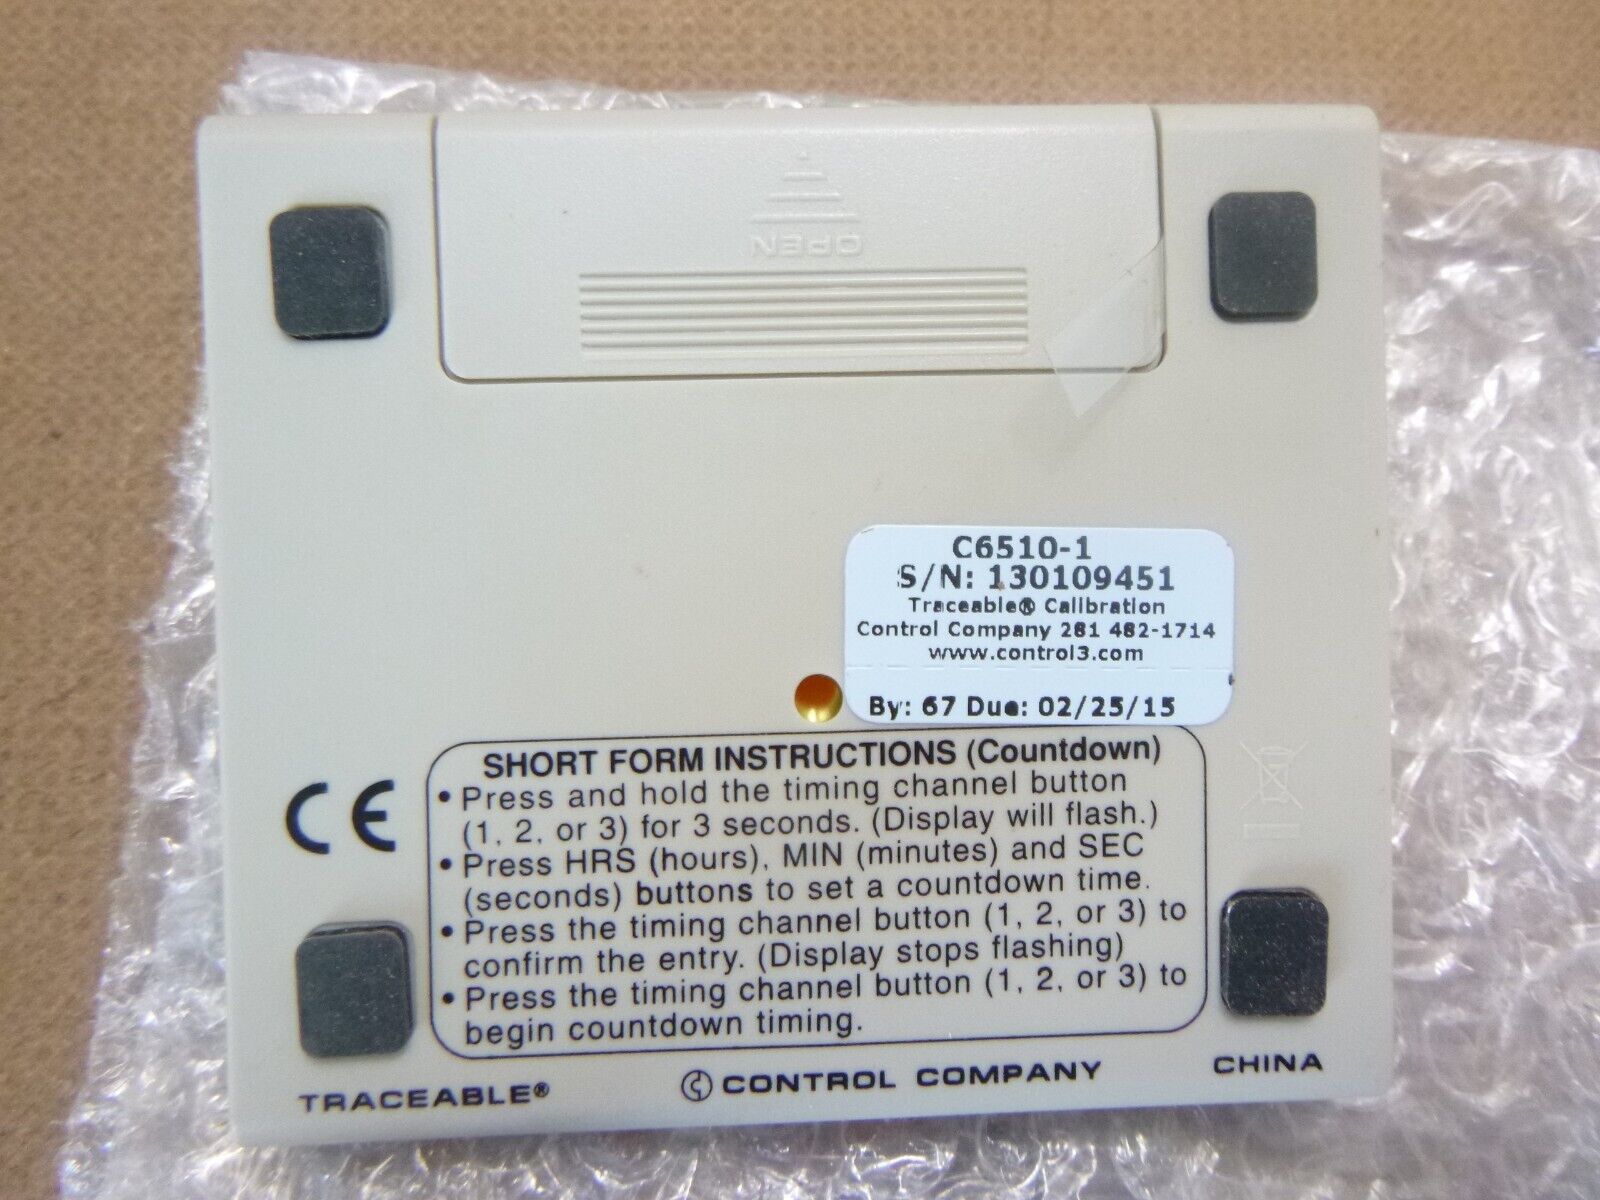 OPEN
C6510-1
S/N: 130109451
Traceable® Calibration
Control Company 281 482-1714
www.control3.com
By: 67 Due: 02/25/15
SHORT FORM INSTRUCTIONS (Countdown)
• Press and hold the timing channel button
(1, 2, or 3) for 3 seconds. (Display will flash.)
• Press HRS (hours), MIN (minutes) and SEC
(seconds) buttons to set a countdown time.
• Press the timing channel button (1, 2, or 3) to
confirm the entry. (Display stops flashing)
• Press the timing channel button (1, 2, or 3) to
begin countdown timing.
CE
TRACEABLE® CONTROL COMPANY CHINA